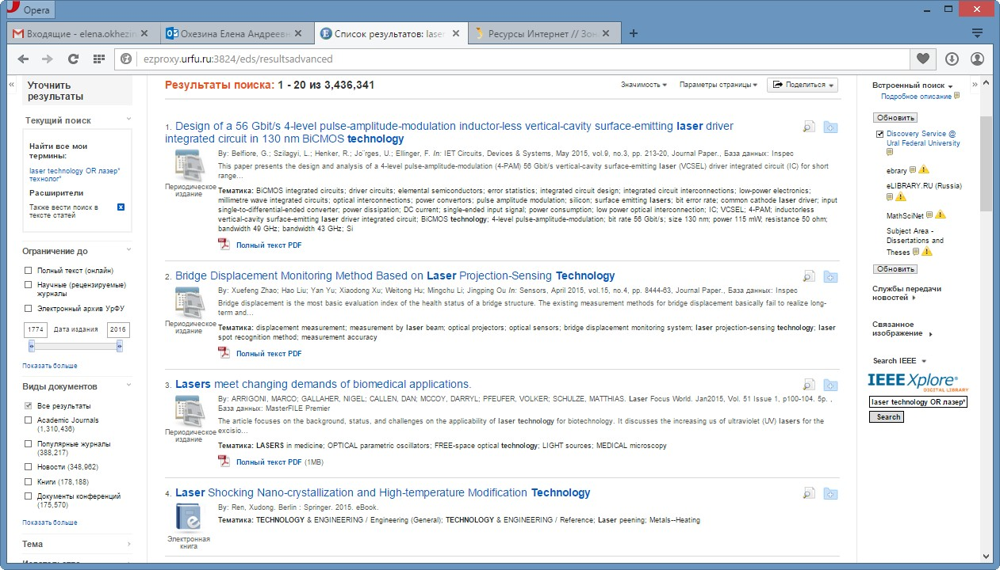 Opera
Входящие - elena.okhezin
Охезина Елена Андреевн
Список результатов: laser
Ресурсы Интернет // Зон
ezproxy.urfu.ru:3824/eds/resultsadvanced
Уточнить
результаты
Текущий поиск
Найти все мои
термины:
laser technology OR лазер*
технолог*
Расширители
Также вести поиск в
тексте статей
Ограничение до
Полный текст (онлайн)
Научные (рецензируемые)
журналы
Электронный архив УрФУ
1774 Дата издания 2016
Показать больше
Виды документов
Все результаты
Academic Journals
(1,310,436)
Популярные журналы
(388,217)
Новости (348,962)
Книги (178,188)
Документы конференций
(175,570)
Показать больше
Тема
Результаты поиска: 1 - 20 из 3,436,341
Значимость Параметры страницы Поделиться
1. Design of a 56 Gbit/s 4-level pulse-amplitude-modulation inductor-less vertical-cavity surface-emitting laser driver
integrated circuit in 130 nm BiCMOS technology
Периодическое
издание
By: Belfiore, G.; Szilagyi, L.; Henker, R.; Jo¨rges, U.; Ellinger, F. In: IET Circuits, Devices & Systems, May 2015, vol.9, no.3, pp. 213-20, Journal Paper., База данных: Inspec
This paper presents the design and analysis of a 4-level pulse-amplitude-modulation (4-PAM) 56 Gbit/s vertical-cavity surface-emitting laser (VCSEL) driver integrated circuit (IC) for short
range...
Тематика: BiCMOS integrated circuits; driver circuits; elemental semiconductors; error statistics; integrated circuit design; integrated circuit interconnections; low-power electronics;
millimetre wave integrated circuits; optical interconnections; power convertors; pulse amplitude modulation; silicon; surface emitting lasers; bit error rate; common cathode laser driver; input
single-to-differential-ended converter; power dissipation; DC current; single-ended input signal; power consumption; low power optical interconnection; IC; VCSEL; 4-PAM; inductorless
vertical-cavity surface-emitting laser driver integrated circuit; BiCMOS technology; 4-level pulse-amplitude-modulation; bit rate 56 Gbit/s; size 130 nm; power 115 mW; resistance 50 ohm;
bandwidth 49 GHz; bandwidth 43 GHz; Si
Полный текст PDF
2. Bridge Displacement Monitoring Method Based on Laser Projection-Sensing Technology
Периодическое
издание
By: Xuefeng Zhao; Hao Liu; Yan Yu; Xiaodong Xu; Weitong Hu; Mingchu Li; Jingping Ou In: Sensors, April 2015, vol.15, no.4, pp. 8444-63, Journal Paper., База данных: Inspec
Bridge displacement is the most basic evaluation index of the health status of a bridge structure. The existing measurement methods for bridge displacement basically fail to realize long-
term and...
Тематика: displacement measurement; measurement by laser beam; optical projectors; optical sensors; bridge displacement monitoring system; laser projection-sensing technology; laser
spot recognition method; measurement accuracy
Полный текст PDF
3. Lasers meet changing demands of biomedical applications.
Периодическое
издание
By: ARRIGONI, MARCO; GALLAHER, NIGEL; CALLEN, DAN; MCCOY, DARRYL; PFEUFER, VOLKER; SCHULZE, MATTHIAS. Laser Focus World. Jan2015, Vol. 51 Issue 1, p100-104. 5p. ,
База данных: MasterFILE Premier
The article focuses on the background, status, and challenges on the applicability of laser technology for biotechnology. It discusses the increasing us of ultraviolet (UV) lasers for the
excisio...
Тематика: LASERS in medicine; OPTICAL parametric oscillators; FREE-space optical technology; LIGHT sources; MEDICAL microscopy
Полный текст PDF (1MB)
4. Laser Shocking Nano-crystallization and High-temperature Modification Technology
Электронная
книга
By: Ren, Xudong. Berlin : Springer. 2015. eBook.
Тематика: TECHNOLOGY & ENGINEERING / Engineering (General); TECHNOLOGY & ENGINEERING / Reference; Laser peening; Metals--Heating
Встроенный поиск
Подробное описание
Обновить
Discovery Service @
Ural Federal University
ebrary
eLIBRARY.RU (Russia)
MathSciNet
Subject Area -
Dissertations and
Theses
Обновить
Службы передачи
новостей
Связанное
изображение
Search IEEE
IEEE Xplore®
DIGITAL LIBRARY
laser technology OR лазер*
Search